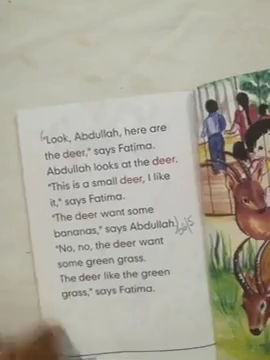 "Look, Abdullah, here are
the deer," says Fatima.
Abdullah looks at the deer.
"This is a small deer, I like
it," says Fatima.
"The deer want some
bananas," says Abdullah.
"No, no, the deer want
some green grass.
The deer like the green
grass," says Fatima.